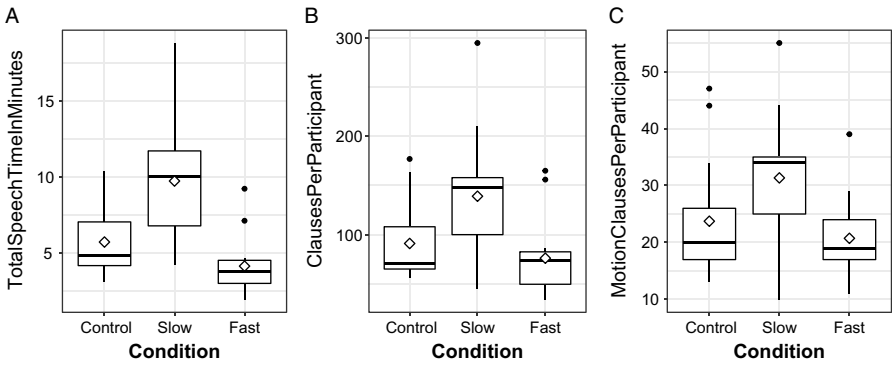 A
TotalSpeechTimeInMinutes
15
10
5
Control Slow Fast
Condition
B
ClausesPerParticipant
300
200
100
Control Slow Fast
Condition
C
MotionClausesPerParticipant
50
40
30
20
10
Control Slow Fast
Condition